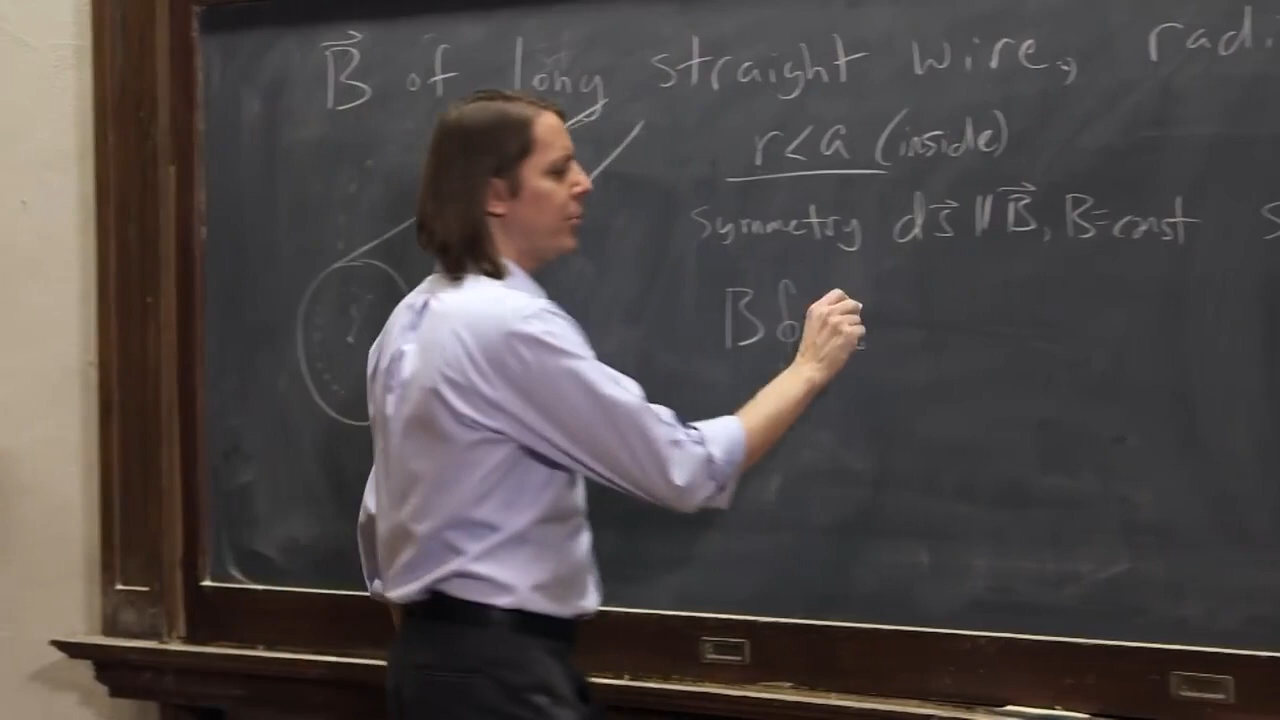 B⃗ of long straight wire, rad.
r<a (inside)
Symmetry ds⃗ ∥ B⃗, B=const S
B∮
r